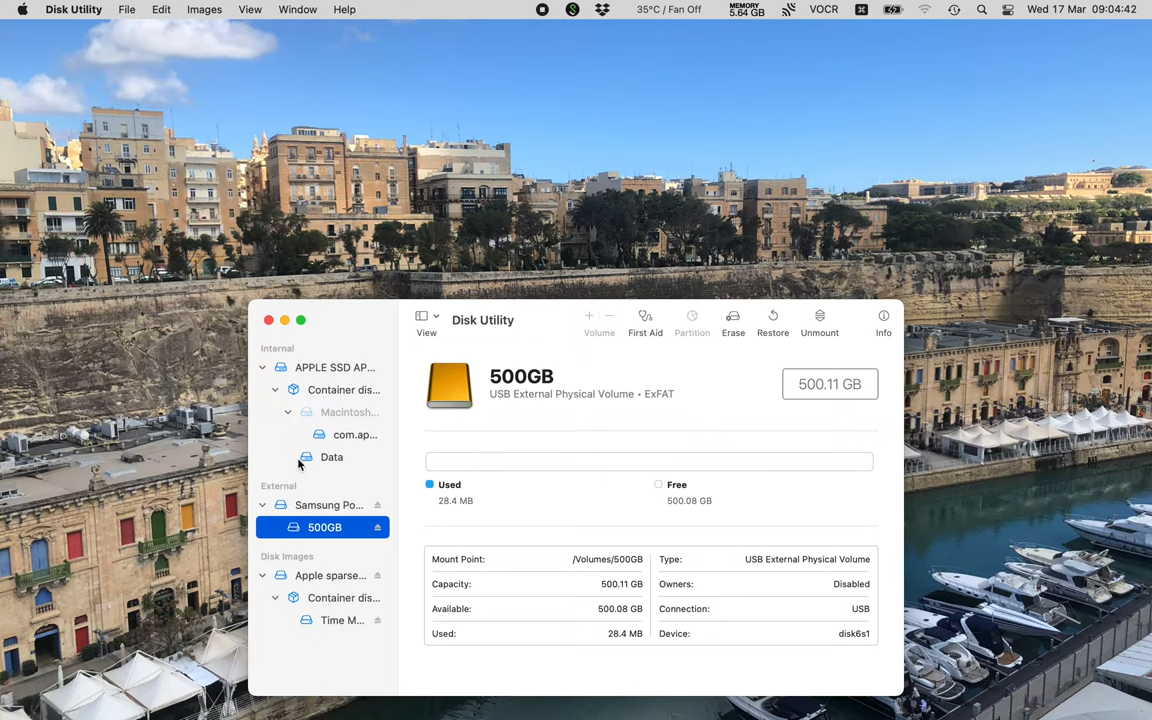 Disk Utility File Edit Images View Window Help 35°C / Fan Off MEMORY 5.64 GB VOCR Wed 17 Mar 09:04:42
Disk Utility
View
Volume First Aid Partition Erase Restore Unmount Info
Internal
APPLE SSD AP...
Container dis...
Macintosh...
com.ap...
Data
External
Samsung Po...
500GB
Disk Images
Apple sparse...
Container dis...
Time M...
500GB
USB External Physical Volume • ExFAT
500.11 GB
Used
28.4 MB
Free
500.08 GB
Mount Point: /Volumes/500GB
Capacity: 500.11 GB
Available: 500.08 GB
Used: 28.4 MB
Type: USB External Physical Volume
Owners: Disabled
Connection: USB
Device: disk6s1